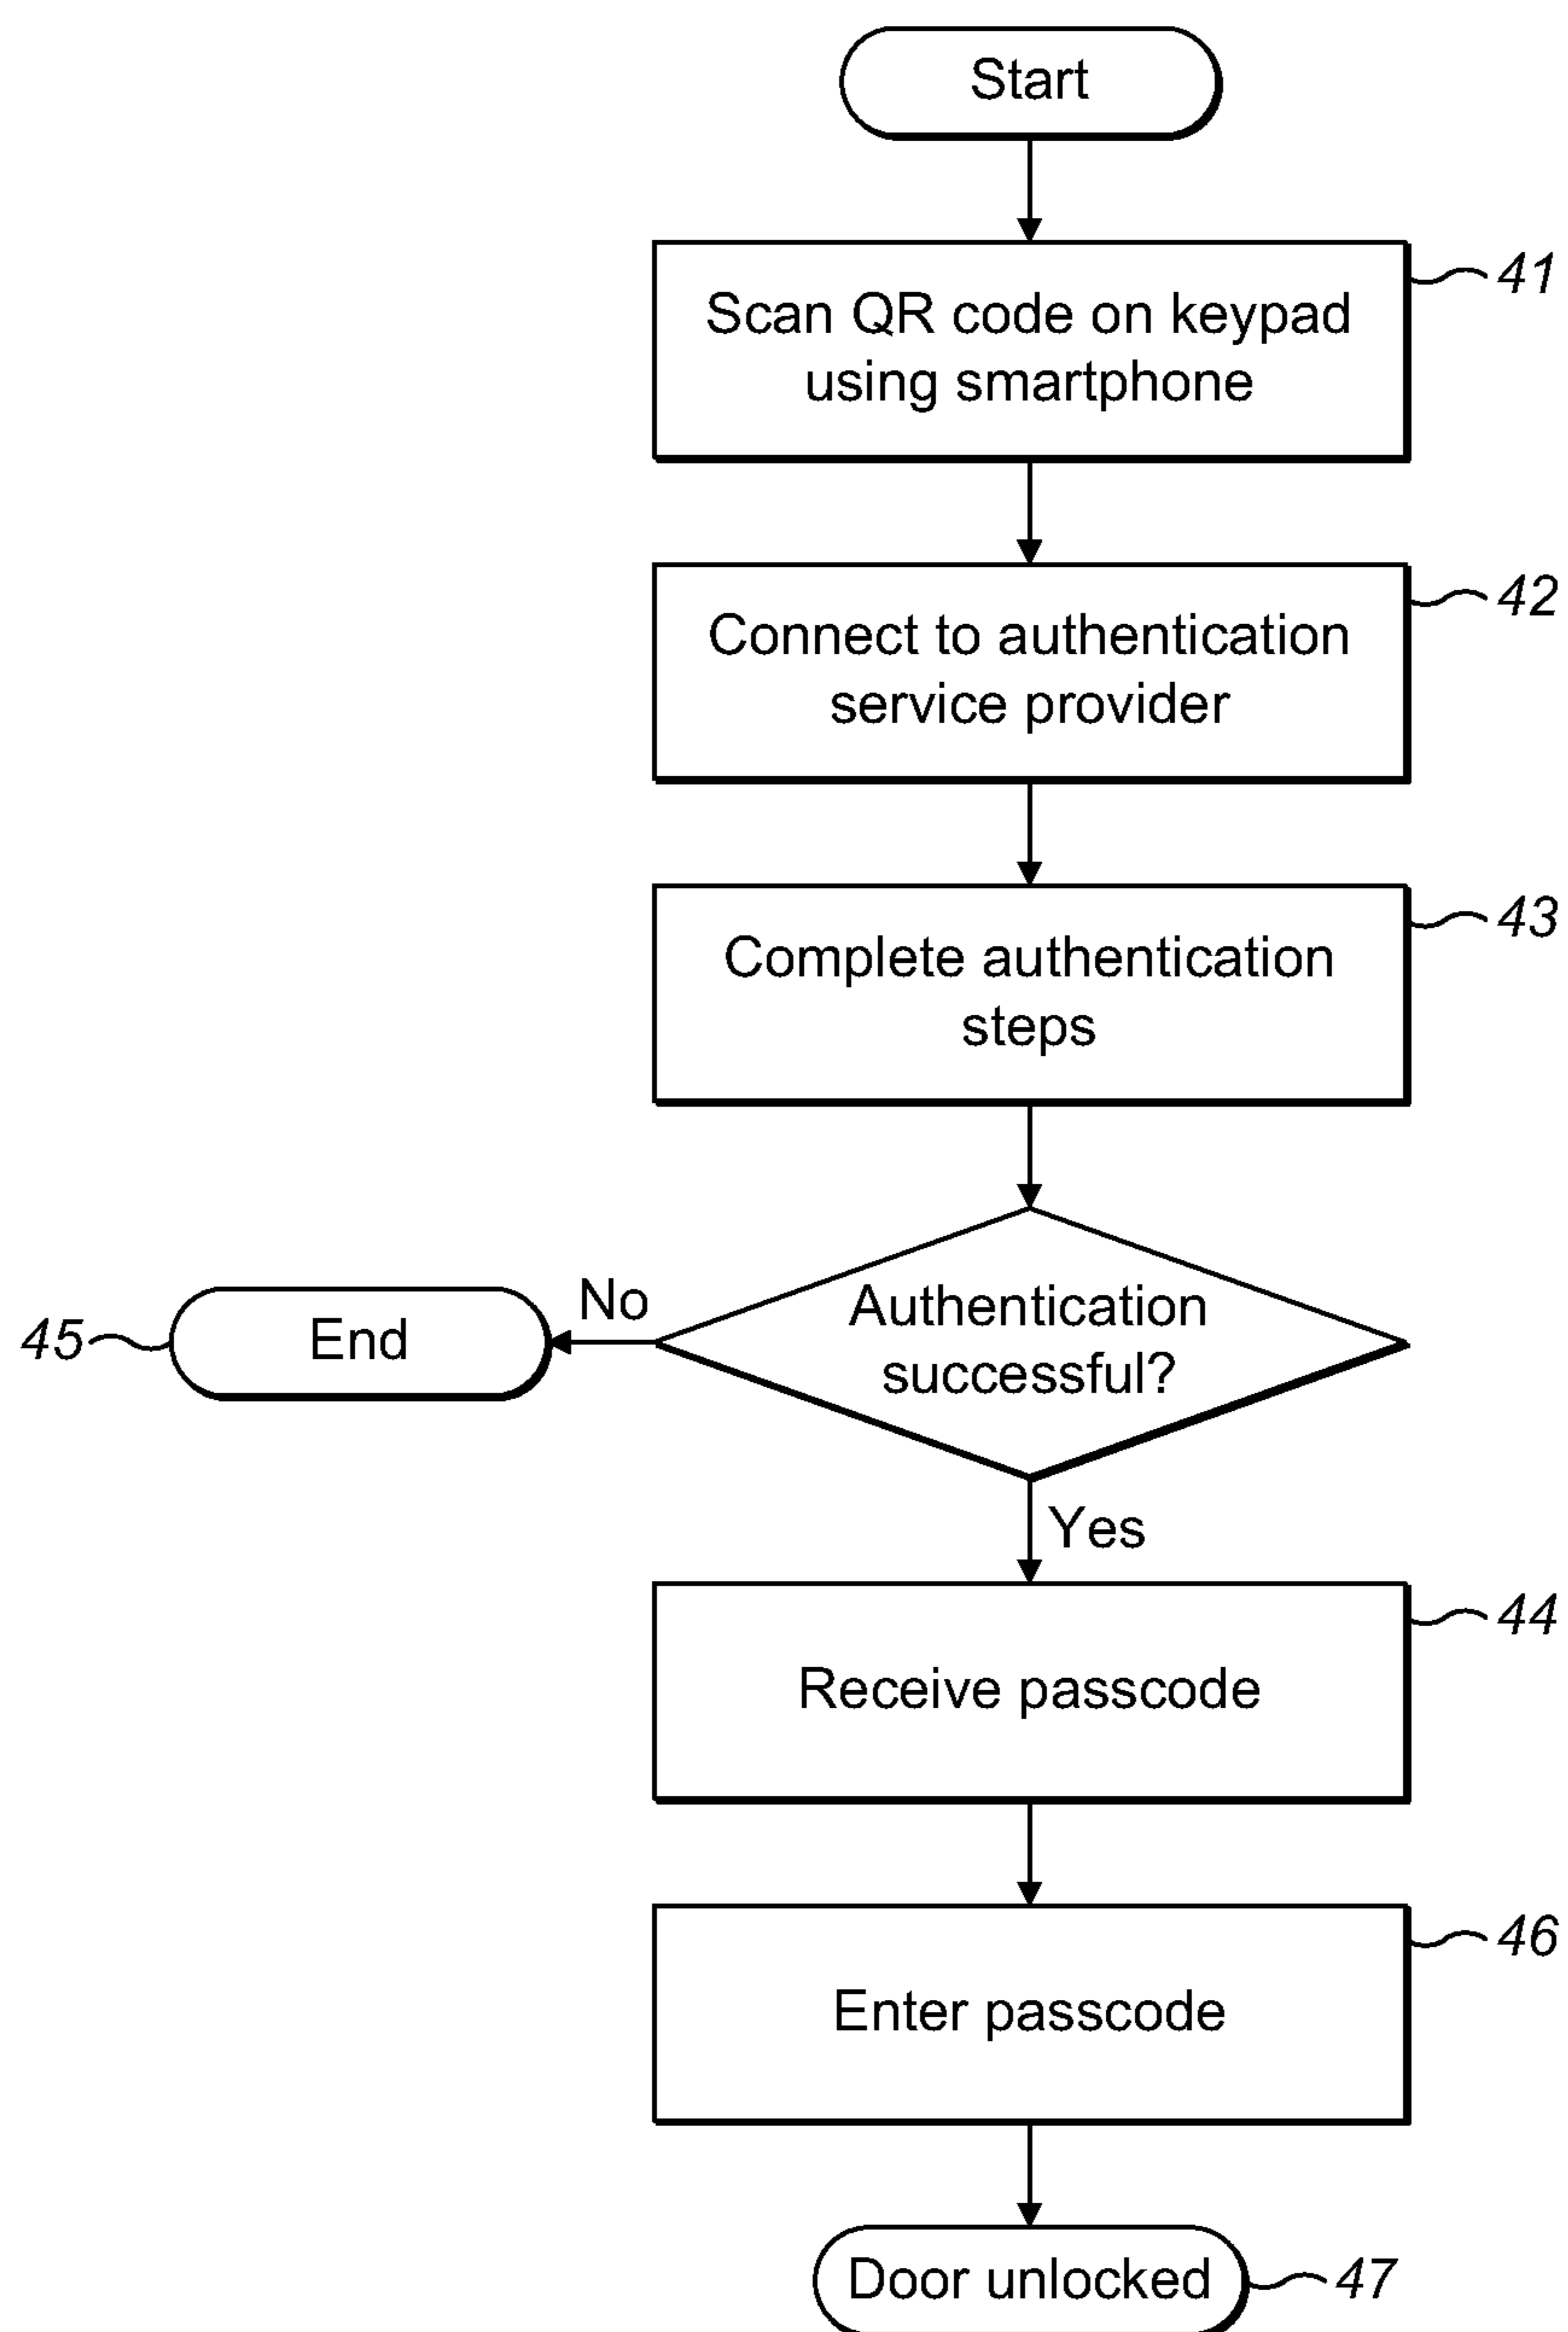 Start
Scan QR code on keypad
using smartphone
41
Connect to authentication
service provider
42
Complete authentication
steps
43
Authentication
successful?
No
End
45
Yes
Receive passcode
44
Enter passcode
46
Door unlocked
47